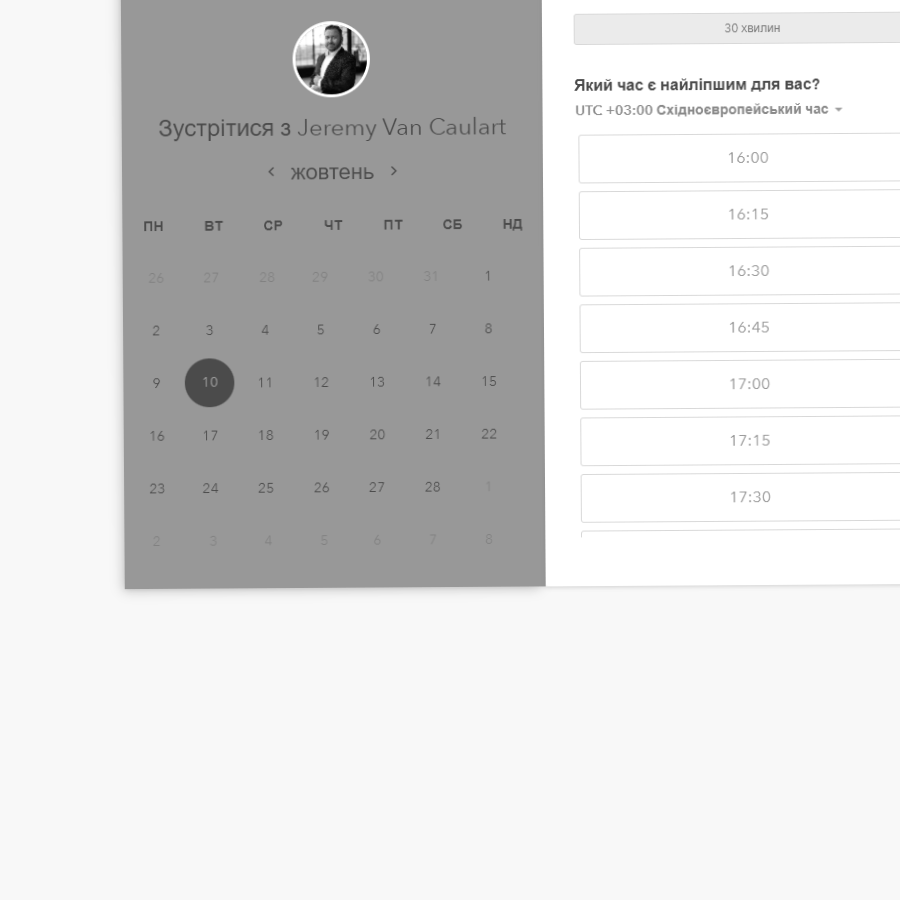 Зустрітися з Jeremy Van Caulart
‹ жовтень ›
ПН ВТ СР ЧТ ПТ СБ НД
26 27 28 29 30 31 1
2 3 4 5 6 7 8
9 10 11 12 13 14 15
16 17 18 19 20 21 22
23 24 25 26 27 28 1
2 3 4 5 6 7 8
30 хвилин
Який час є найліпшим для вас?
UTC +03:00 Східноєвропейський час
16:00
16:15
16:30
16:45
17:00
17:15
17:30